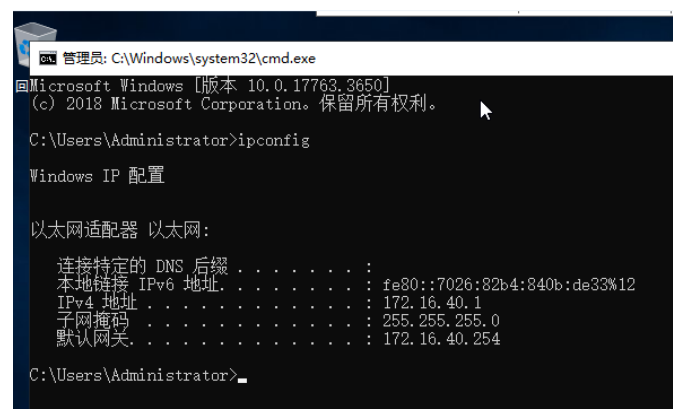 管理员: C:\Windows\system32\cmd.exe
Microsoft Windows [版本 10.0.17763.3650]
(c) 2018 Microsoft Corporation。保留所有权利。
C:\Users\Administrator>ipconfig
Windows IP 配置
以太网适配器 以太网:
连接特定的 DNS 后缀 . . . . . . . :
本地链接 IPv6 地址. . . . . . . . : fe80::7026:82b4:840b:de33%12
IPv4 地址 . . . . . . . . . . . . : 172.16.40.1
子网掩码 . . . . . . . . . . . . : 255.255.255.0
默认网关. . . . . . . . . . . . . : 172.16.40.254
C:\Users\Administrator>